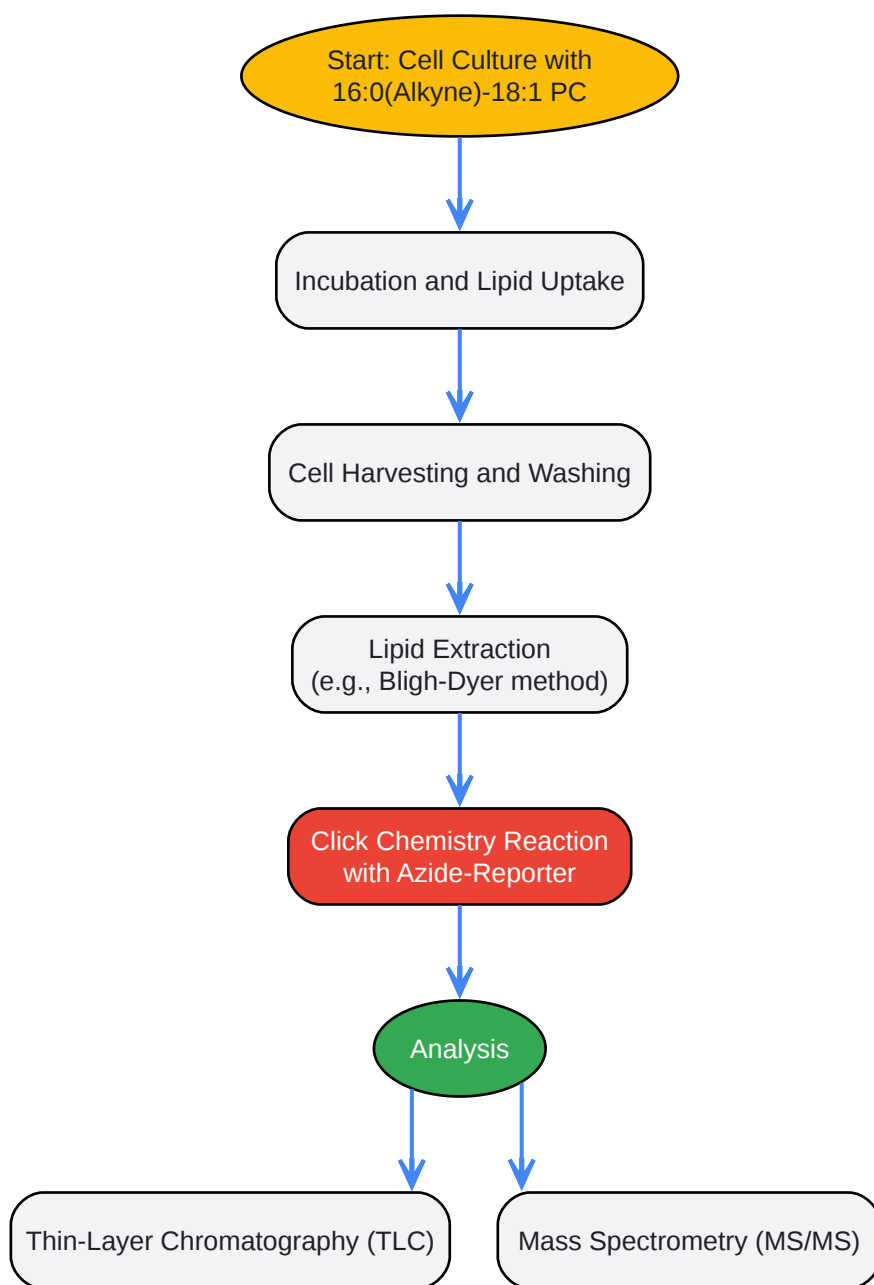 Start: Cell Culture with
16:0(Alkyne)-18:1 PC
Incubation and Lipid Uptake
Cell Harvesting and Washing
Lipid Extraction
(e.g., Bligh-Dyer method)
Click Chemistry Reaction
with Azide-Reporter
Analysis
Thin-Layer Chromatography (TLC)
Mass Spectrometry (MS/MS)